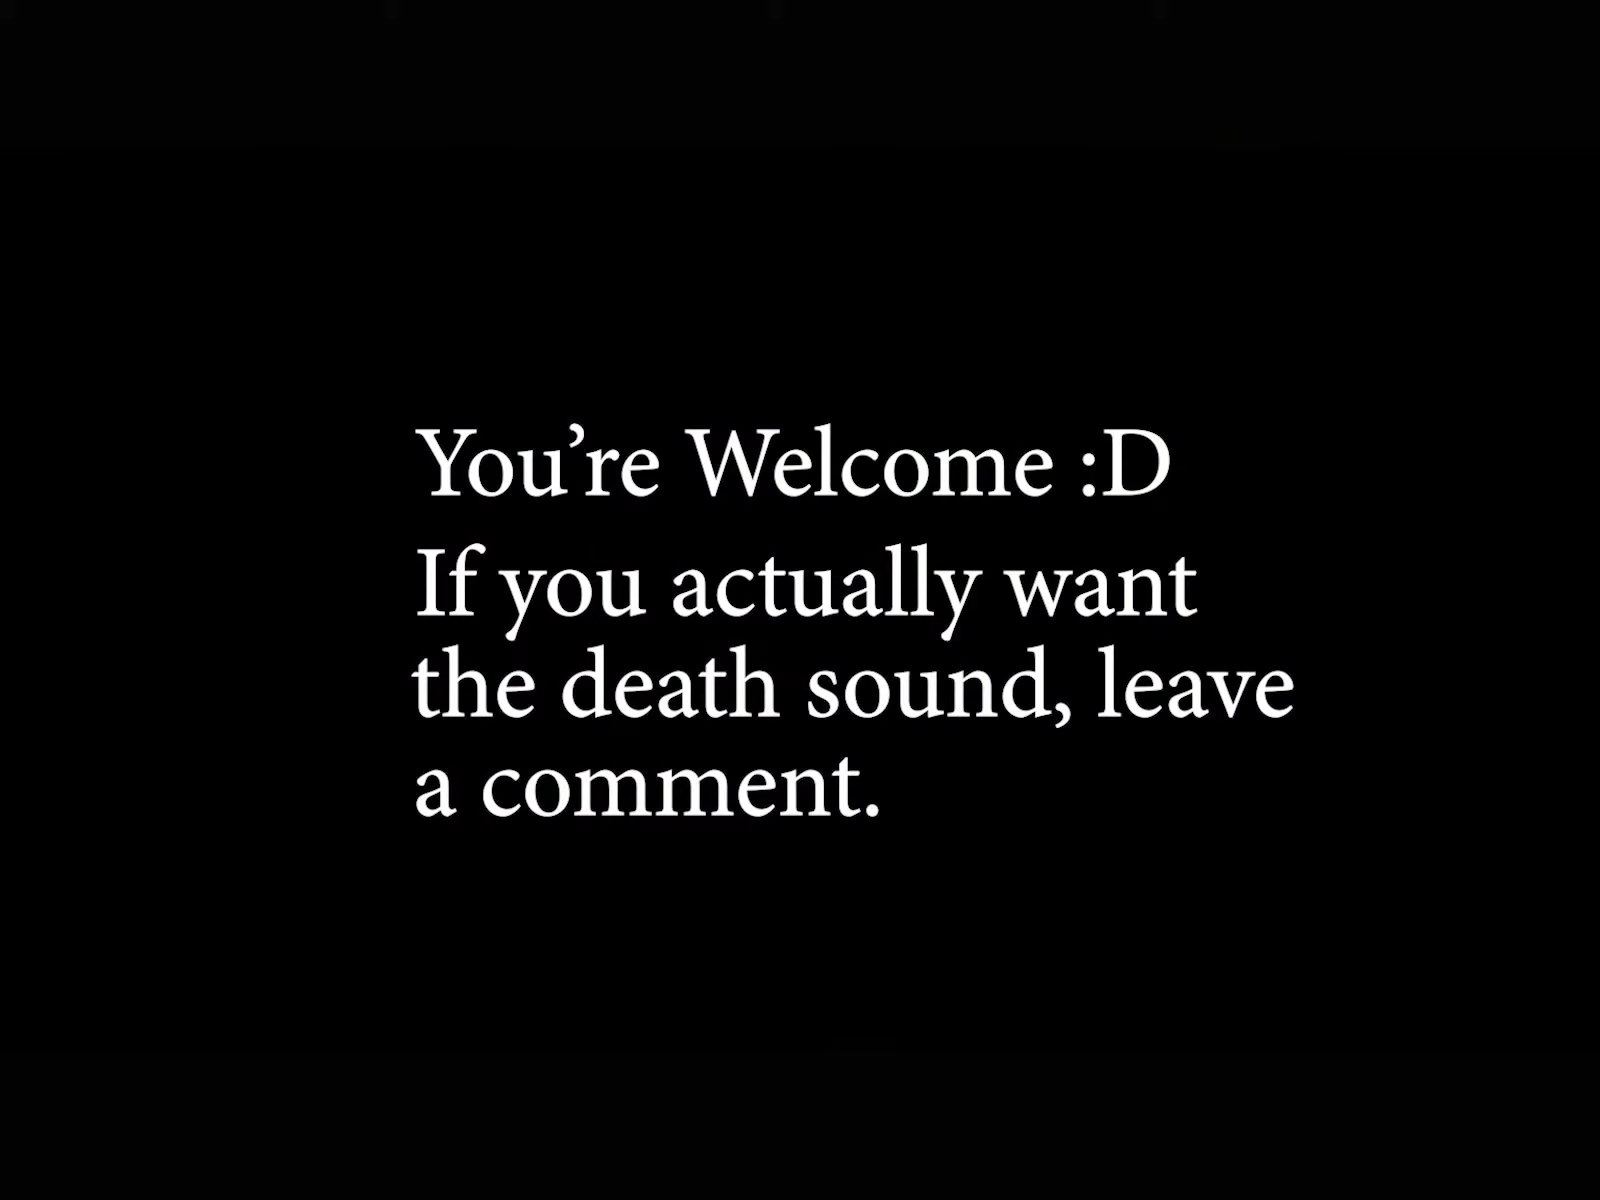 You’re Welcome :D
If you actually want
the death sound, leave
a comment.